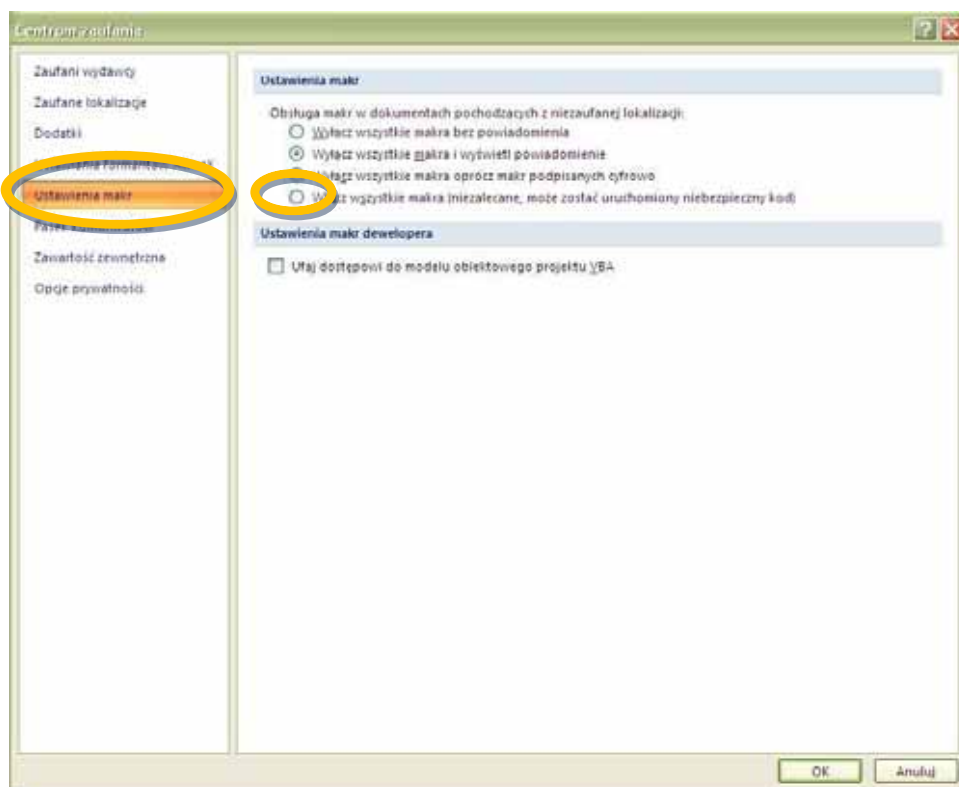 Centrum zaufania
Zaufani wydawcy
Zaufane lokalizacje
Dodatki
Ustawienia makr
Zawartość zewnętrzna
Opcje prywatności
Ustawienia makr
Obsługa makr w dokumentach pochodzących z niezaufanej lokalizacji:
Wyłącz wszystkie makra bez powiadomienia
Wyłącz wszystkie makra i wyświetl powiadomienie
Wyłącz wszystkie makra oprócz makr podpisanych cyfrowo
Włącz wszystkie makra (niezalecane, może zostać uruchomiony niebezpieczny kod)
Ustawienia makr dewelopera
Ufaj dostępowi do modelu obiektowego projektu VBA
OK
Anuluj